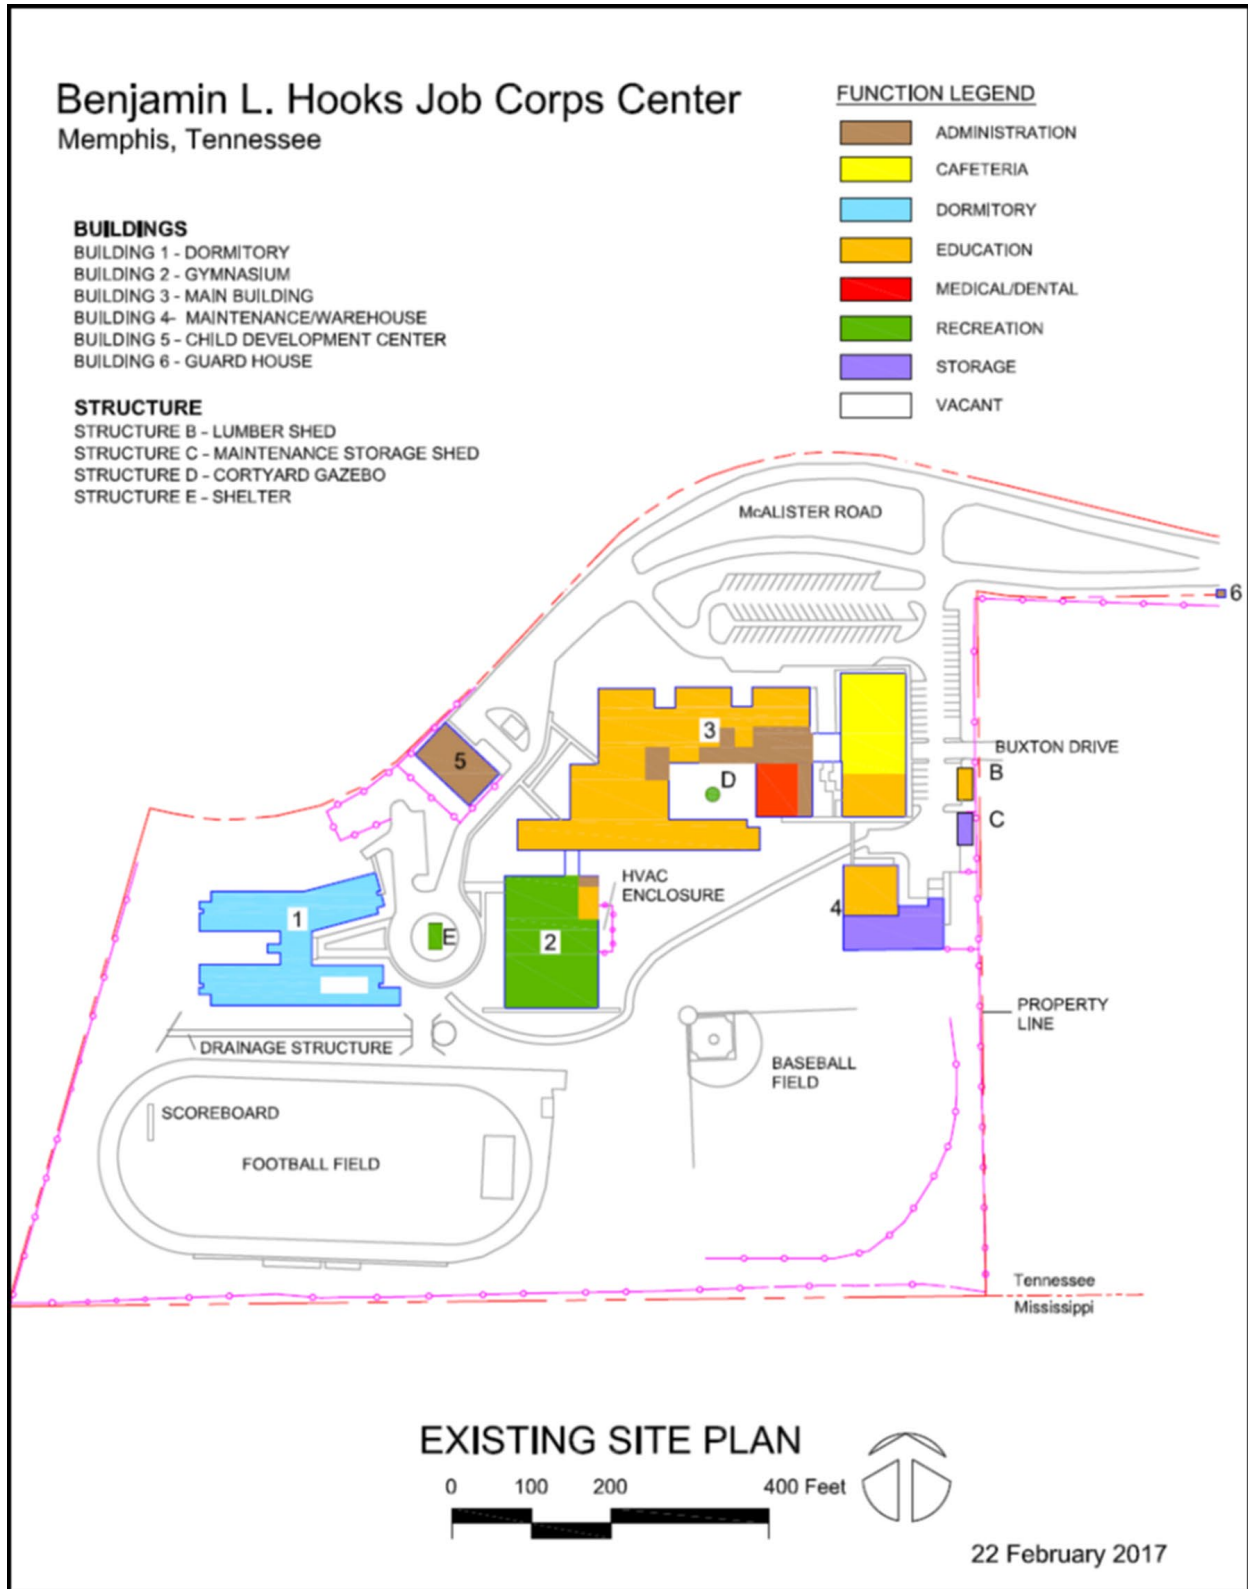 Benjamin L. Hooks Job Corps Center
Memphis, Tennessee
FUNCTION LEGEND
ADMINISTRATION
CAFETERIA
DORMITORY
EDUCATION
MEDICAL/DENTAL
RECREATION
STORAGE
VACANT
BUILDINGS
BUILDING 1 - DORMITORY
BUILDING 2 - GYMNASIUM
BUILDING 3 - MAIN BUILDING
BUILDING 4- MAINTENANCE/WAREHOUSE
BUILDING 5 - CHILD DEVELOPMENT CENTER
BUILDING 6 - GUARD HOUSE
STRUCTURE
STRUCTURE B - LUMBER SHED
STRUCTURE C - MAINTENANCE STORAGE SHED
STRUCTURE D - CORTYARD GAZEBO
STRUCTURE E - SHELTER
McALISTER ROAD
6
3
BUXTON DRIVE
5
B
D
C
HVAC
ENCLOSURE
4
1
E
2
PROPERTY
LINE
DRAINAGE STRUCTURE
BASEBALL
FIELD
SCOREBOARD
FOOTBALL FIELD
Tennessee
Mississippi
EXISTING SITE PLAN
0 100 200 400 Feet
22 February 2017